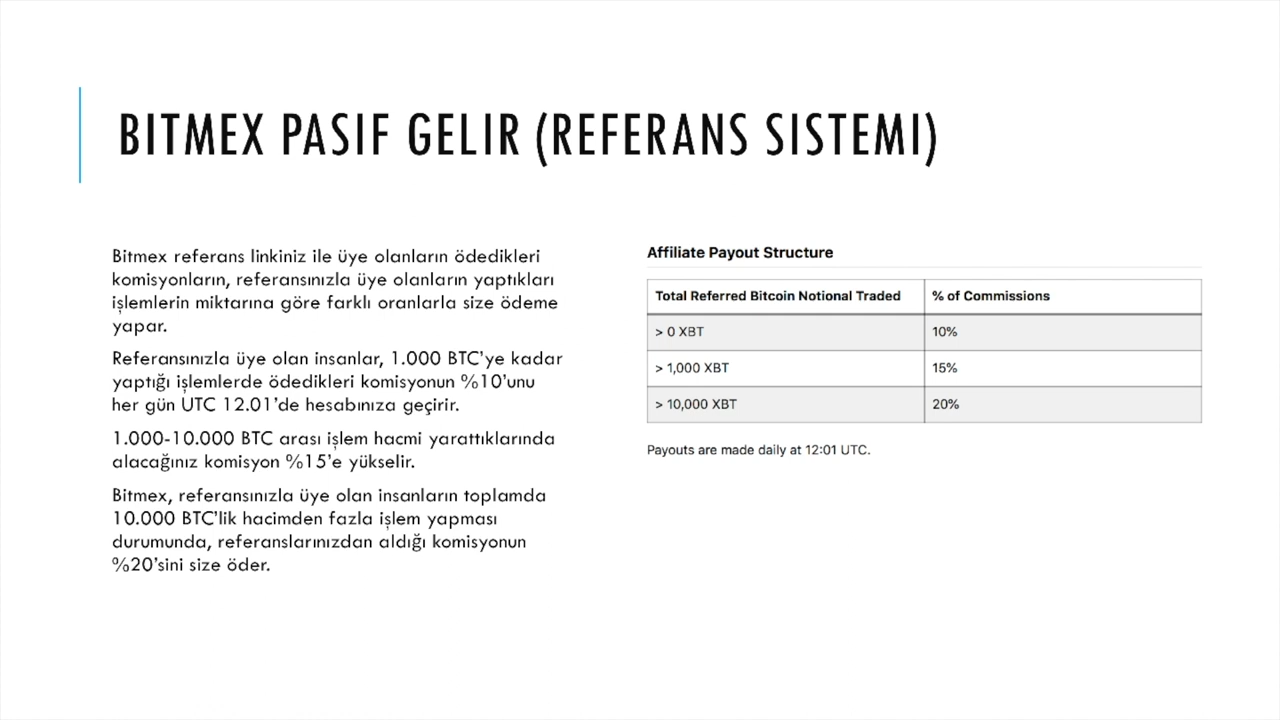 BITMEX PASIF GELIR (REFERANS SISTEMI)
Bitmex referans linkiniz ile üye olanların ödedikleri
komisyonların, referansınızla üye olanların yaptıkları
işlemlerin miktarına göre farklı oranlarla size ödeme
yapar.
Referansınızla üye olan insanlar, 1.000 BTC'ye kadar
yaptığı işlemlerde ödedikleri komisyonun %10'unu
her gün UTC 12.01'de hesabınıza geçirir.
1.000-10.000 BTC arası işlem hacmi yarattıklarında
alacağınız komisyon %15'e yükselir.
Bitmex, referansınızla üye olan insanların toplamda
10.000 BTC'lik hacimden fazla işlem yapması
durumunda, referanslarınızdan aldığı komisyonun
%20'sini size öder.
Affiliate Payout Structure
Total Referred Bitcoin Notional Traded % of Commissions
> 0 XBT 10%
> 1,000 XBT 15%
> 10,000 XBT 20%
Payouts are made daily at 12:01 UTC.